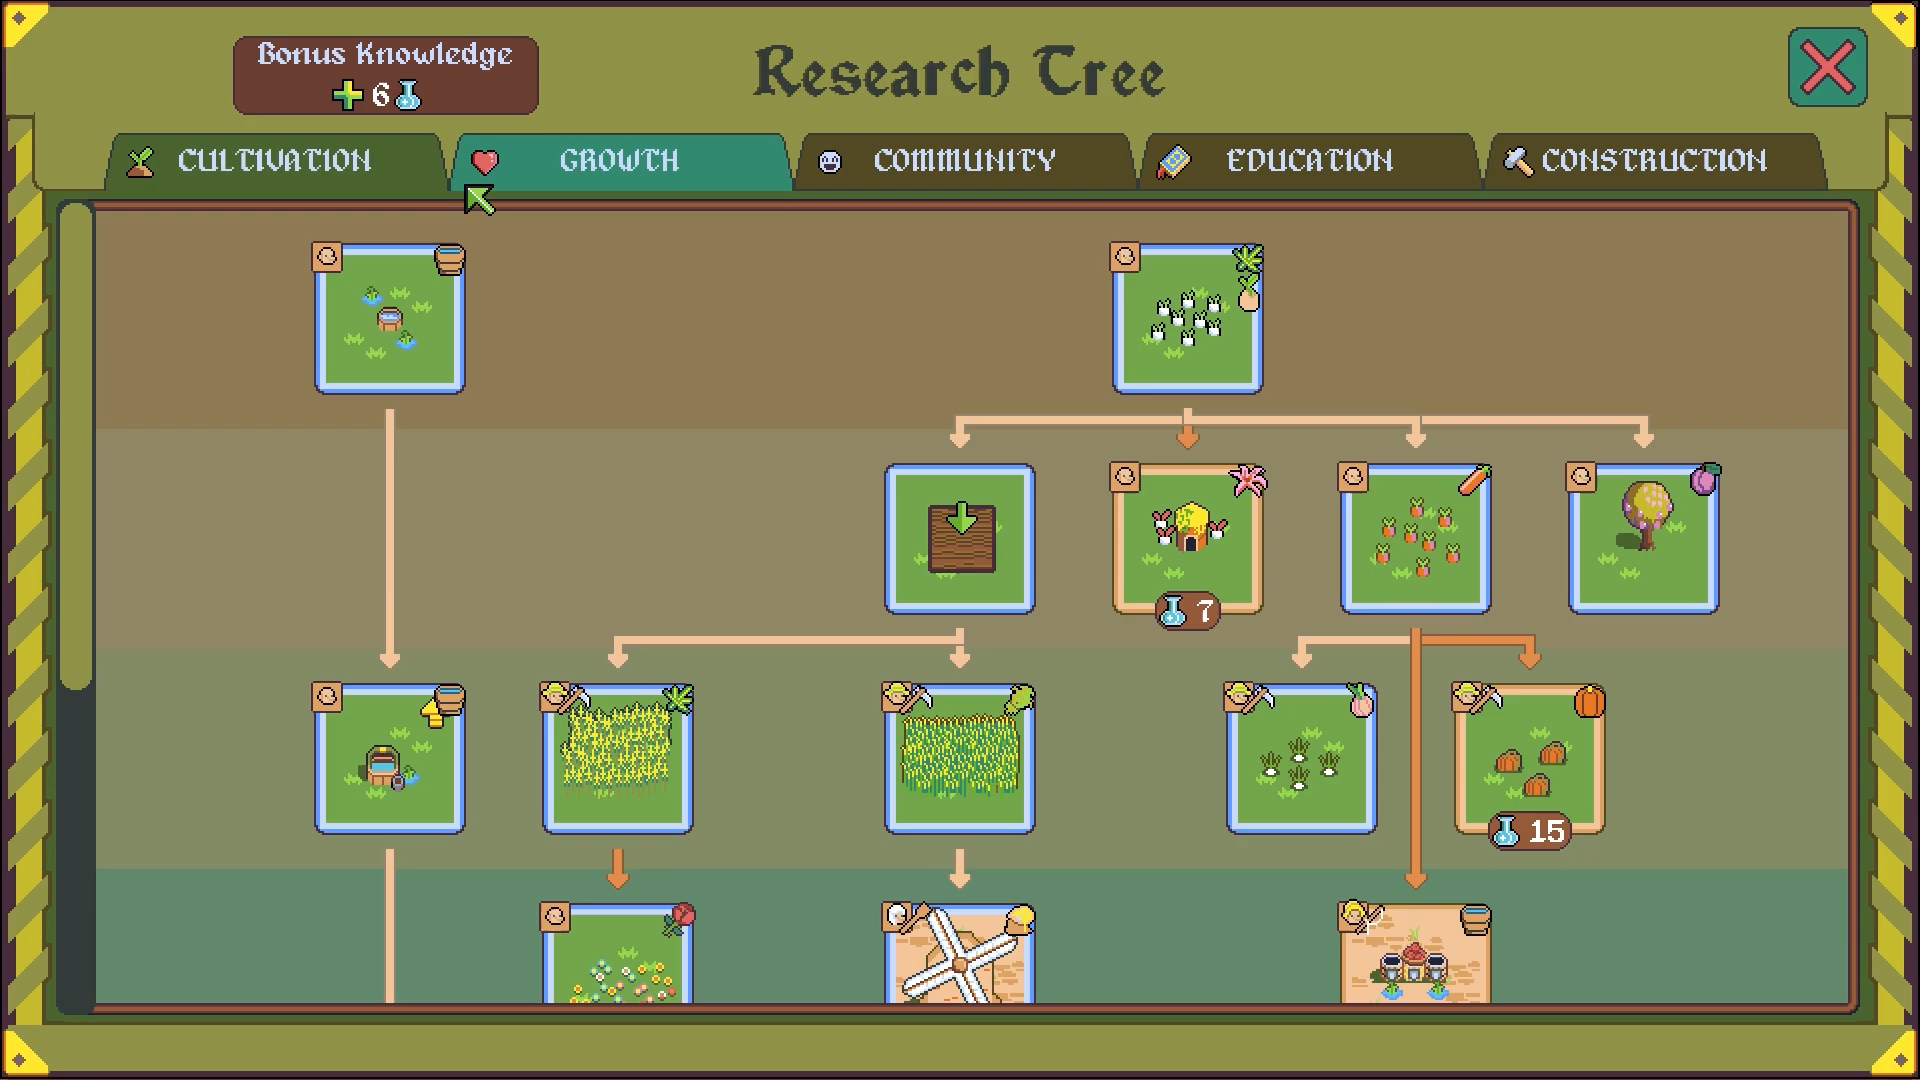 Bonus Knowledge
6
Research Tree
CULTIVATION
GROWTH
COMMUNITY
EDUCATION
CONSTRUCTION
7
15